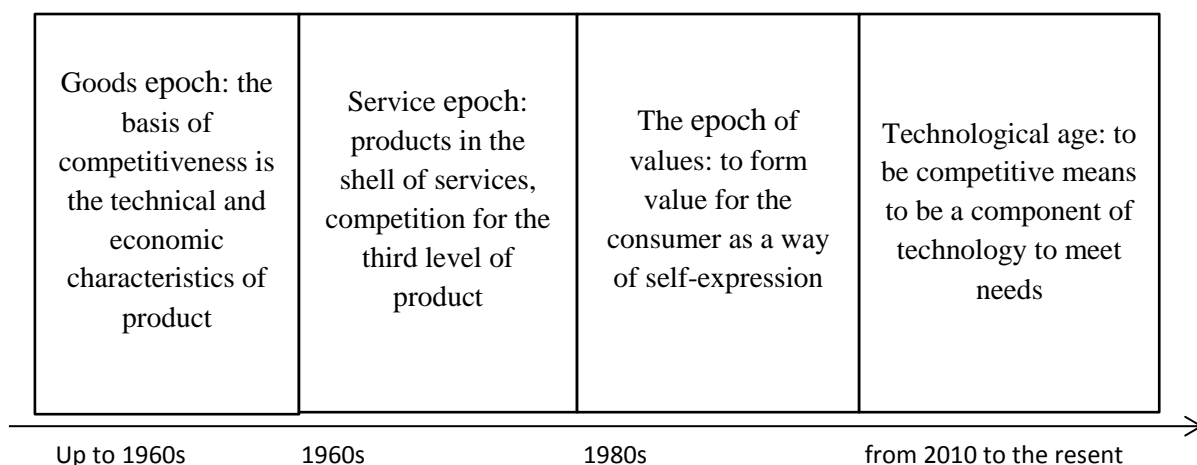 Goods epoch: the
basis of
competitiveness is
the technical and
economic
characteristics of
product
Service epoch:
products in the
shell of services,
competition for the
third level of
product
The epoch of
values: to form
value for the
consumer as a way
of self-expression
Technological age: to
be competitive means
to be a component of
technology to meet
needs
Up to 1960s
1960s
1980s
from 2010 to the resent